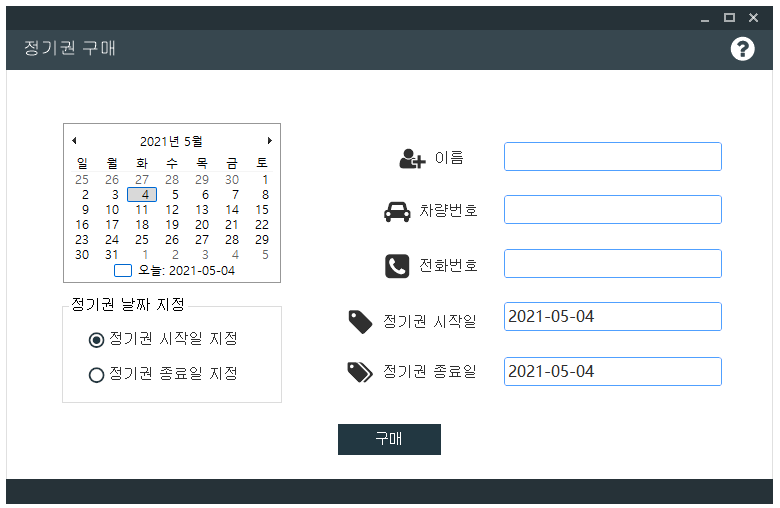 정기권 구매
2021년 5월
일 월 화 수 목 금 토
25 26 27 28 29 30 1
2 3 4 5 6 7 8
9 10 11 12 13 14 15
16 17 18 19 20 21 22
23 24 25 26 27 28 29
30 31 1 2 3 4 5
오늘: 2021-05-04
정기권 날짜 지정
정기권 시작일 지정
정기권 종료일 지정
이름
차량번호
전화번호
정기권 시작일 2021-05-04
정기권 종료일 2021-05-04
구매